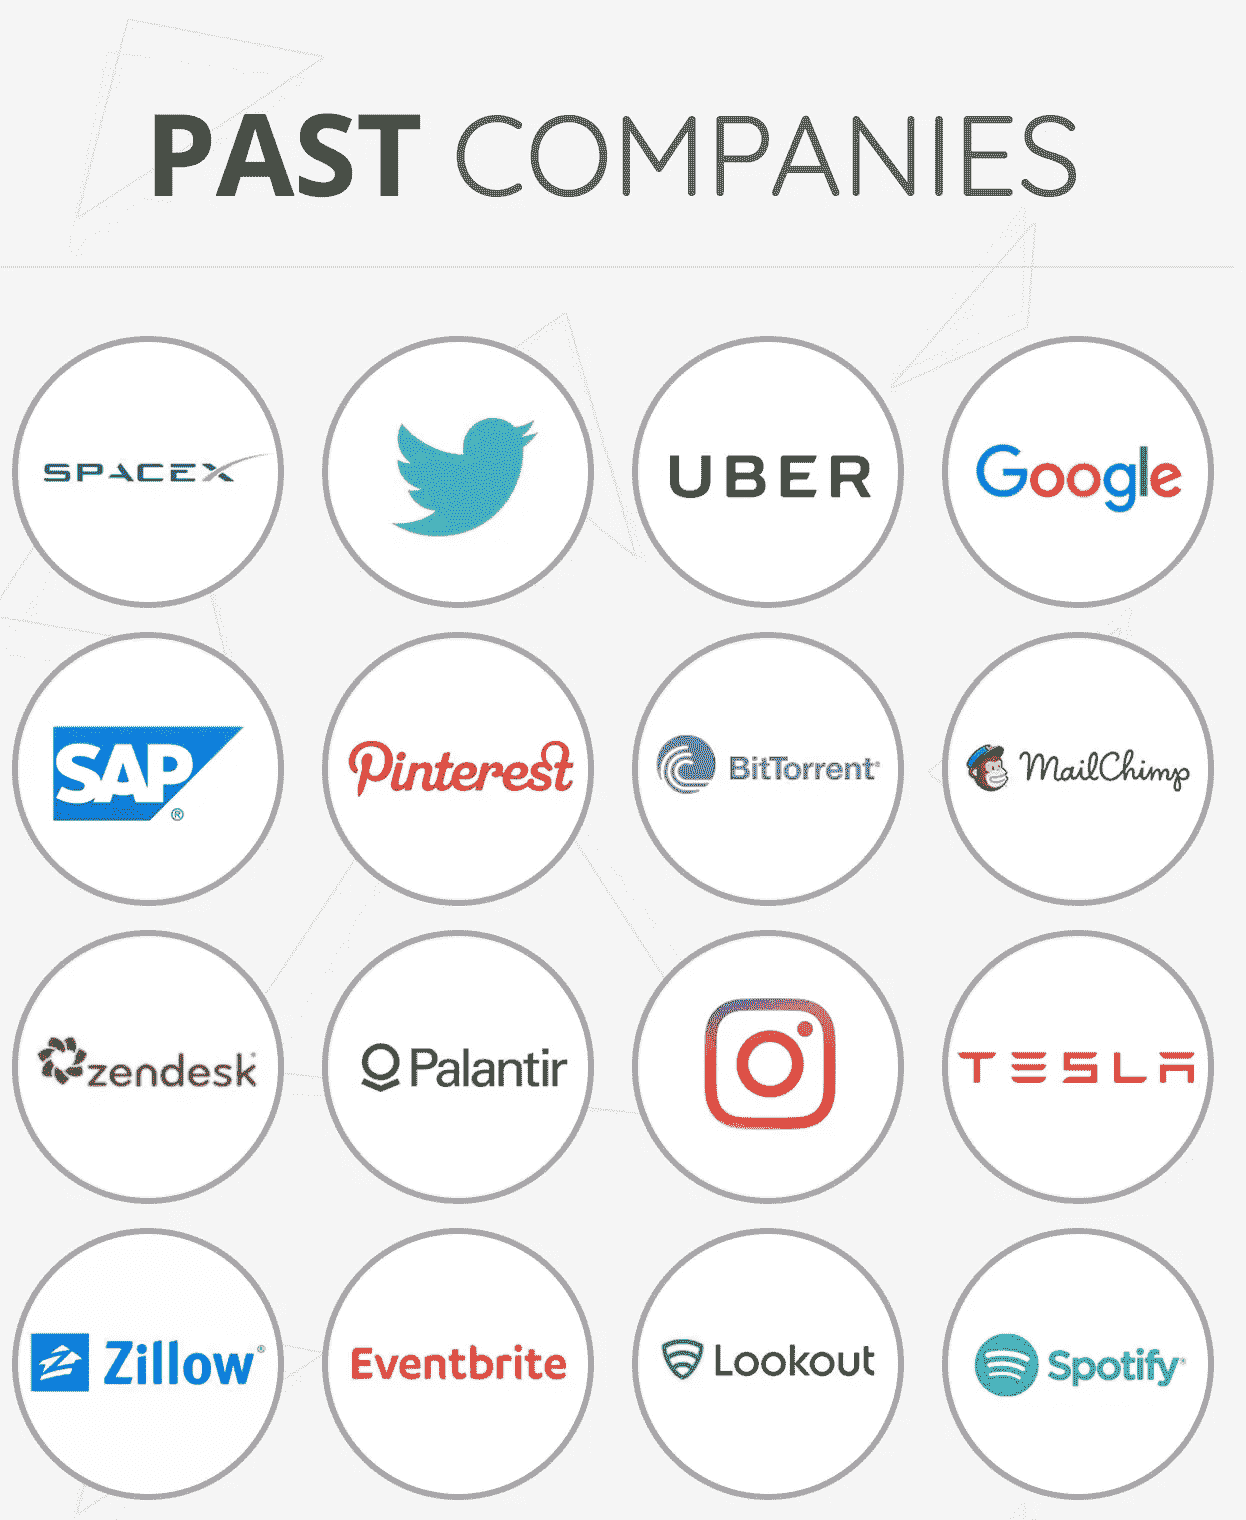 PAST COMPANIES
SPACEX
UBER
Google
SAP ®
Pinterest
BitTorrent
MailChimp
zendesk
Palantir
TESLA
Zillow®
Eventbrite
Lookout
Spotify®